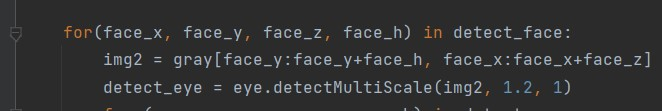 for(face_x, face_y, face_z, face_h) in detect_face:
img2 = gray[face_y:face_y+face_h, face_x:face_x+face_z]
detect_eye = eye.detectMultiScale(img2, 1.2, 1)